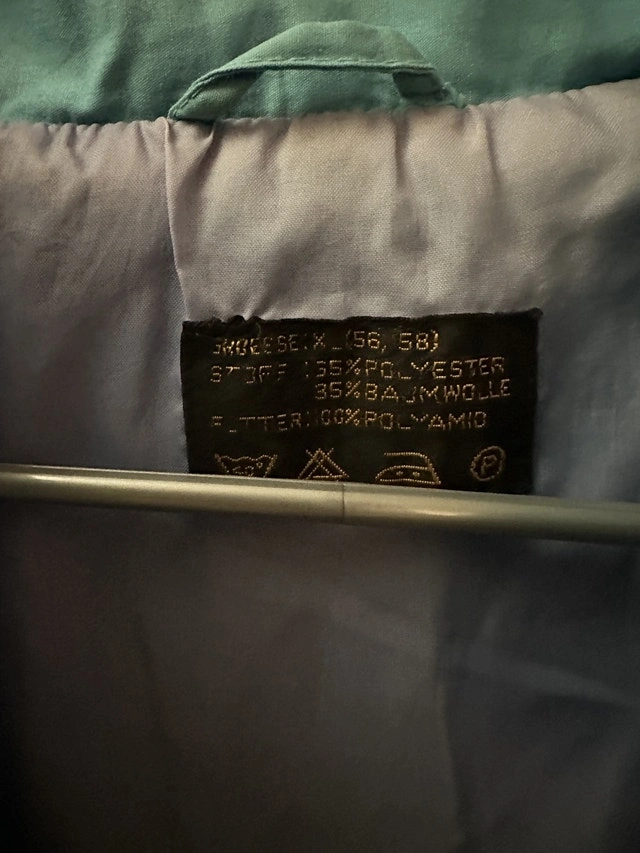 GROESSE: XL (56/58)
STOFF :65%POLYESTER
35%BAUMWOLLE
FUTTER:100%POLYAMID
P